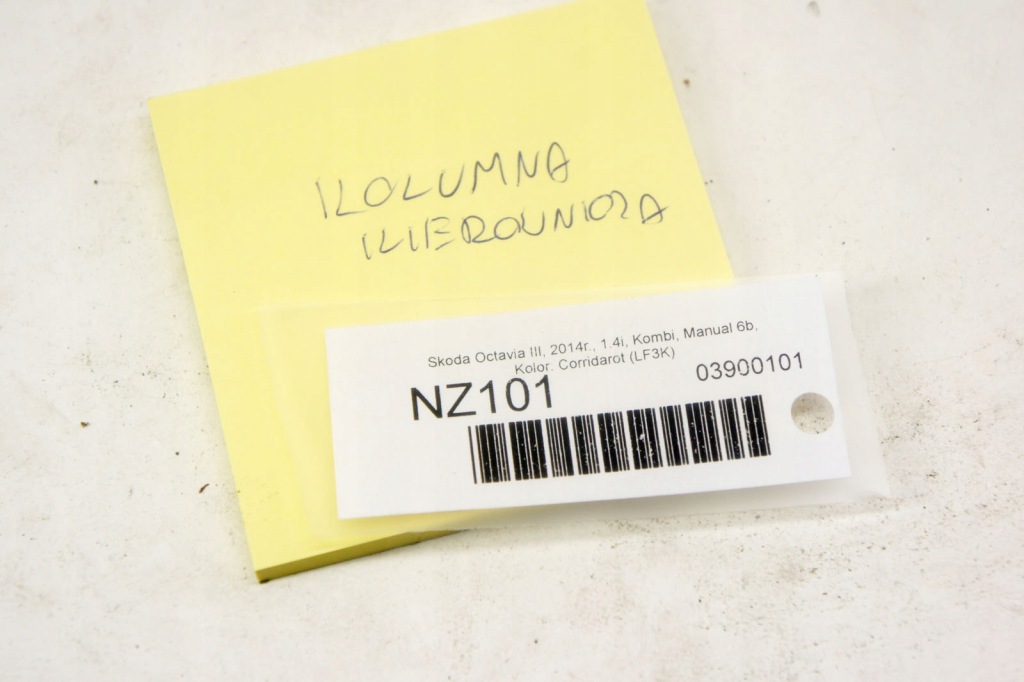 KOLUMNA
KIEROWNICZA
Skoda Octavia III, 2014r., 1.4i, Kombi, Manual 6b,
Kolor. Corridarot (LF3K)
NZ101
03900101